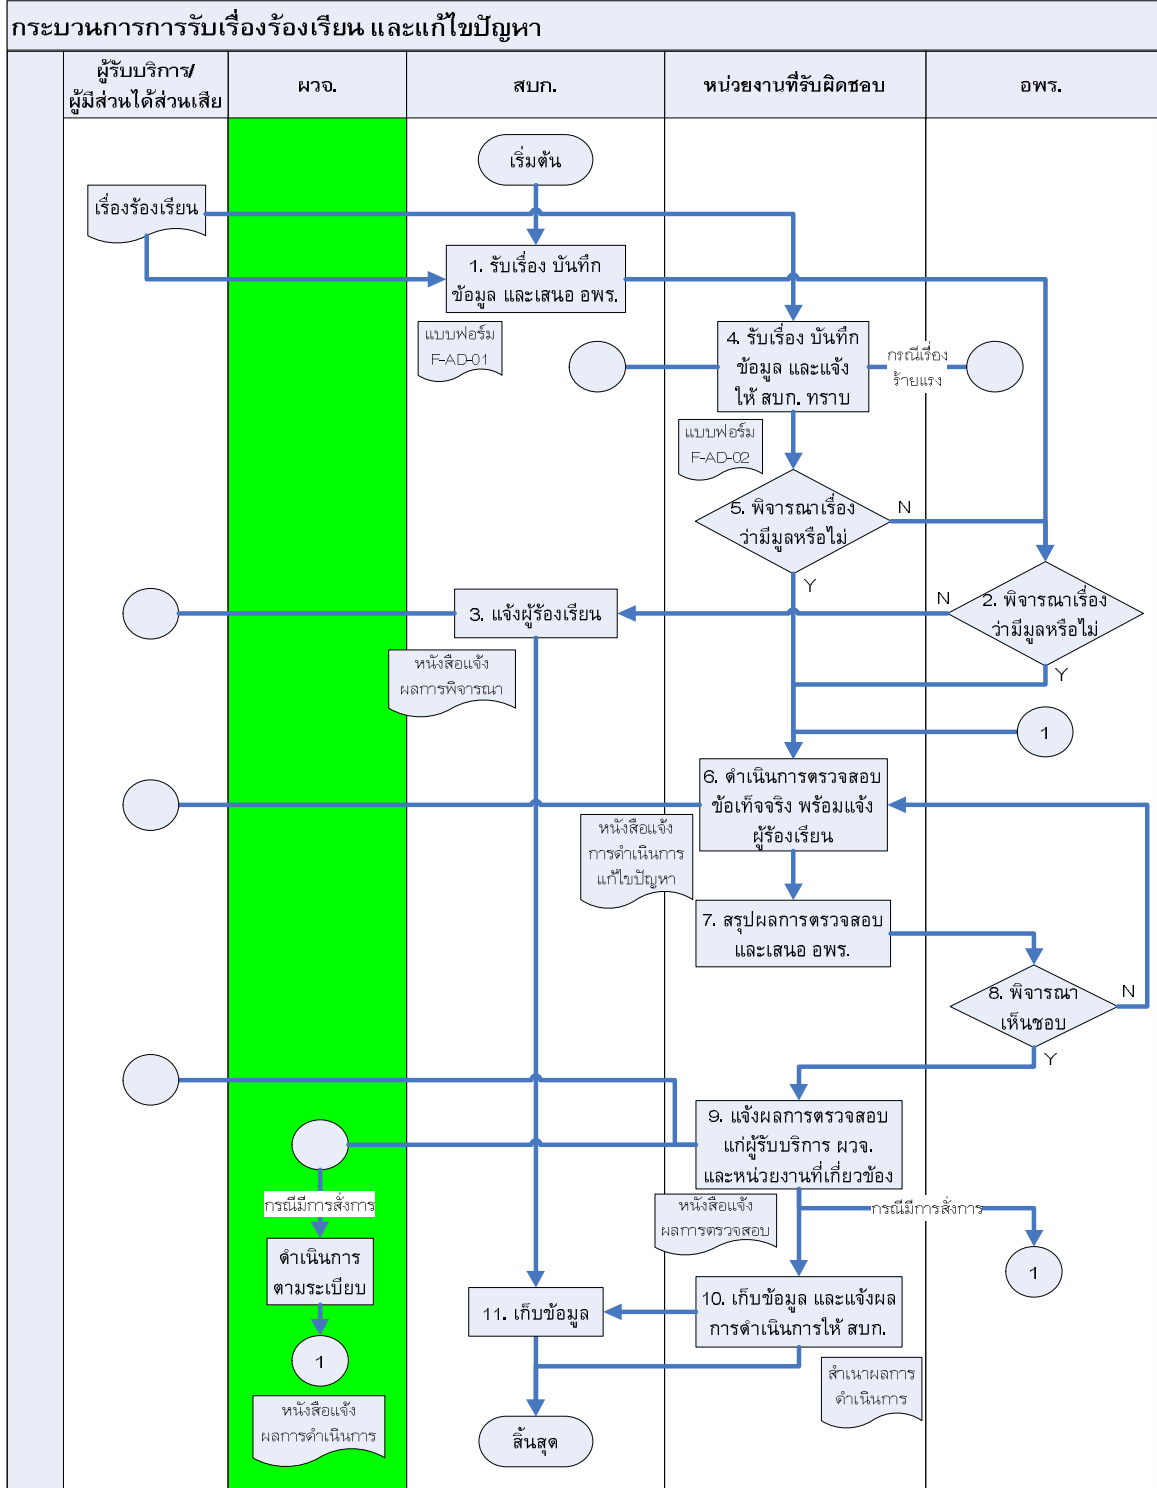 กระบวนการการรับเรื่องร้องเรียน และแก้ไขปัญหา
ผู้รับบริการ/
ผู้มีส่วนได้ส่วนเสีย
ผวจ.
สบก.
หน่วยงานที่รับผิดชอบ
อพร.
เริ่มต้น
เรื่องร้องเรียน
1. รับเรื่อง บันทึก
ข้อมูล และเสนอ อพร.
แบบฟอร์ม
F-AD-01
4. รับเรื่อง บันทึก
ข้อมูล และแจ้ง
ให้ สบก. ทราบ
กรณีเรื่อง
ร้ายแรง
แบบฟอร์ม
F-AD-02
5. พิจารณาเรื่อง
ว่ามีมูลหรือไม่
N
Y
2. พิจารณาเรื่อง
ว่ามีมูลหรือไม่
N
Y
3. แจ้งผู้ร้องเรียน
หนังสือแจ้ง
ผลการพิจารณา
1
6. ดำเนินการตรวจสอบ
ข้อเท็จจริง พร้อมแจ้ง
ผู้ร้องเรียน
หนังสือแจ้ง
การดำเนินการ
แก้ไขปัญหา
7. สรุปผลการตรวจสอบ
และเสนอ อพร.
8. พิจารณา
เห็นชอบ
N
Y
9. แจ้งผลการตรวจสอบ
แก่ผู้รับบริการ ผวจ.
และหน่วยงานที่เกี่ยวข้อง
กรณีมีการสั่งการ
หนังสือแจ้ง
ผลการตรวจสอบ
กรณีมีการสั่งการ
ดำเนินการ
ตามระเบียบ
1
11. เก็บข้อมูล
10. เก็บข้อมูล และแจ้งผล
การดำเนินการให้ สบก.
1
สำเนาผลการ
ดำเนินการ
หนังสือแจ้ง
ผลการดำเนินการ
สิ้นสุด